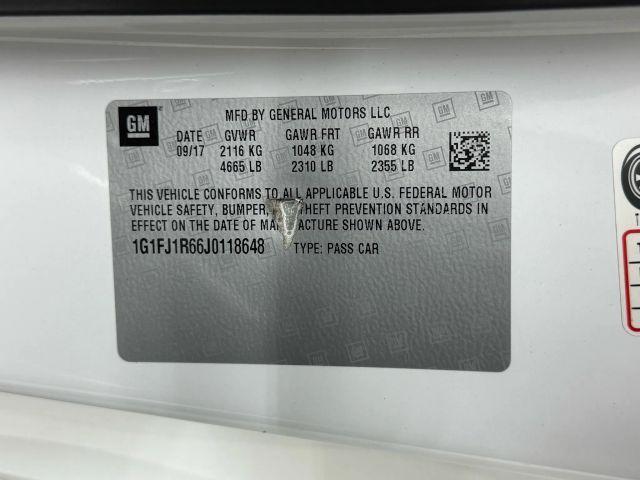 GM
MFD BY GENERAL MOTORS LLC
DATE GVWR GAWR FRT GAWR RR
09/17 2116 KG 1048 KG 1068 KG
4665 LB 2310 LB 2355 LB
THIS VEHICLE CONFORMS TO ALL APPLICABLE U.S. FEDERAL MOTOR
VEHICLE SAFETY, BUMPER, THEFT PREVENTION STANDARDS IN
EFFECT ON THE DATE OF MANUFACTURE SHOWN ABOVE.
1G1FJ1R66J0118648 TYPE: PASS CAR